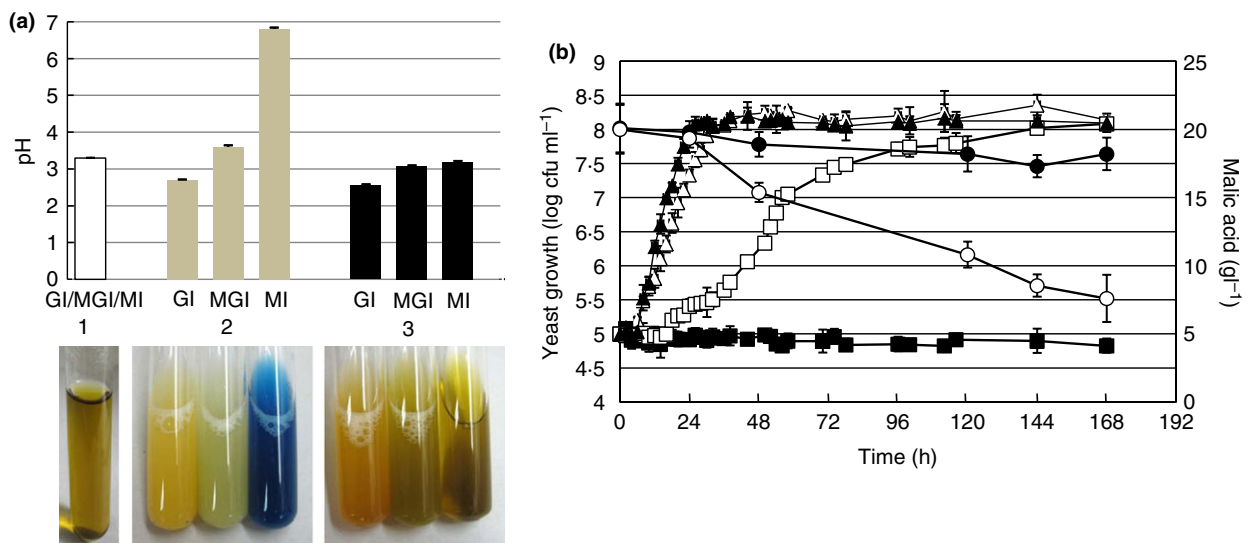 (a)
7
6
5
4
3
2
1
0
pH
GI/MGI/MI GI MGI MI GI MGI MI
1 2 3
(b)
9
8·5
8
7·5
7
6·5
6
5·5
5
4·5
4
Yeast growth (log cfu ml⁻¹)
25
20
15
10
5
0
Malic acid (gl⁻¹)
0 24 48 72 96 120 144 168 192
Time (h)